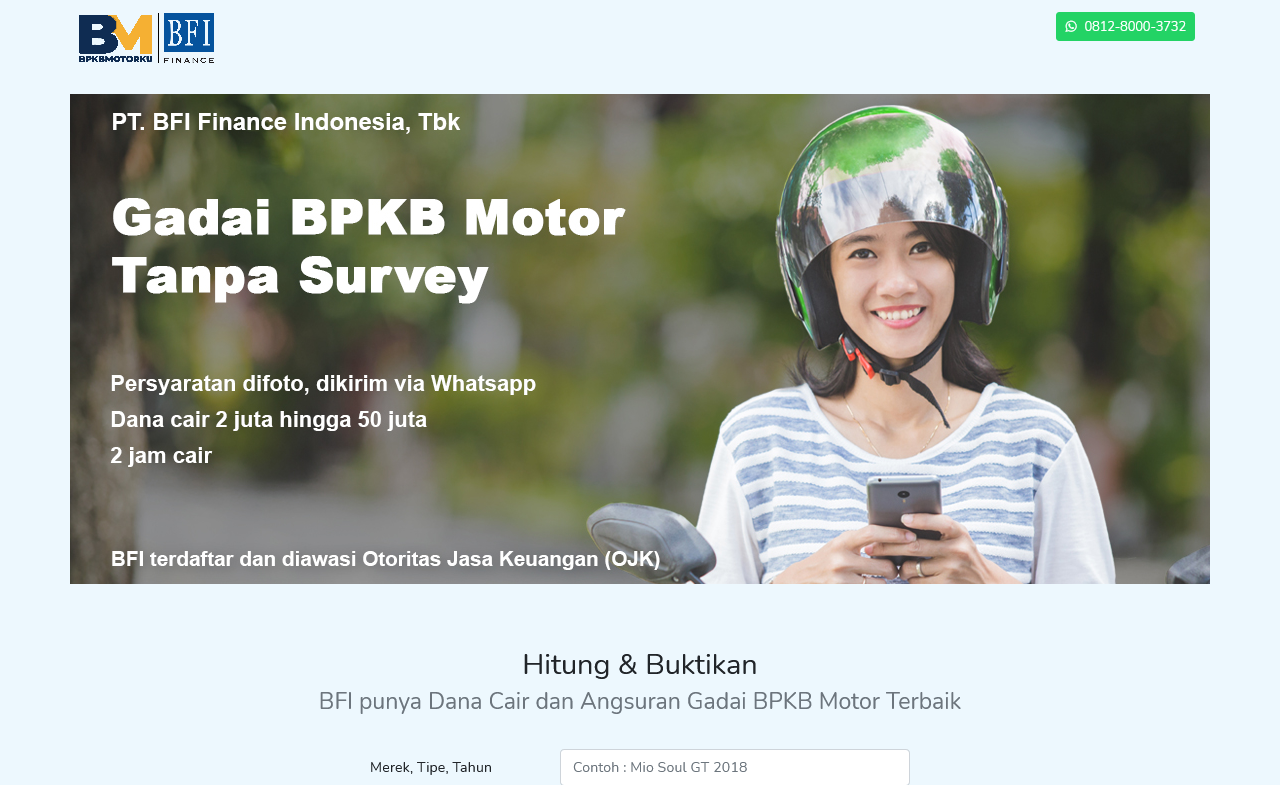 BM
BPKBMOTORKU
BFI
FINANCE
0812-8000-3732
PT. BFI Finance Indonesia, Tbk
Gadai BPKB Motor
Tanpa Survey
Persyaratan difoto, dikirim via Whatsapp
Dana cair 2 juta hingga 50 juta
2 jam cair
BFI terdaftar dan diawasi Otoritas Jasa Keuangan (OJK)
Hitung & Buktikan
BFI punya Dana Cair dan Angsuran Gadai BPKB Motor Terbaik
Merek, Tipe, Tahun
Contoh : Mio Soul GT 2018